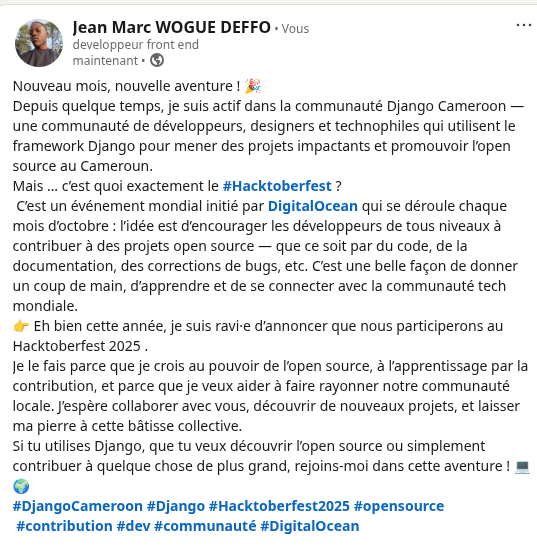 Jean Marc WOGUE DEFFO • Vous
developpeur front end
maintenant •
Nouveau mois, nouvelle aventure ! 🎉
Depuis quelque temps, je suis actif dans la communauté Django Cameroon —
une communauté de développeurs, designers et technophiles qui utilisent le
framework Django pour mener des projets impactants et promouvoir l’open
source au Cameroun.
Mais ... c’est quoi exactement le #Hacktoberfest ?
C’est un événement mondial initié par DigitalOcean qui se déroule chaque
mois d’octobre : l’idée est d’encourager les développeurs de tous niveaux à
contribuer à des projets open source — que ce soit par du code, de la
documentation, des corrections de bugs, etc. C’est une belle façon de donner
un coup de main, d’apprendre et de se connecter avec la communauté tech
mondiale.
👉 Eh bien cette année, je suis ravi·e d’annoncer que nous participerons au
Hacktoberfest 2025 .
Je le fais parce que je crois au pouvoir de l’open source, à l’apprentissage par la
contribution, et parce que je veux aider à faire rayonner notre communauté
locale. J’espère collaborer avec vous, découvrir de nouveaux projets, et laisser
ma pierre à cette bâtisse collective.
Si tu utilises Django, que tu veux découvrir l’open source ou simplement
contribuer à quelque chose de plus grand, rejoins-moi dans cette aventure ! 💻
🌍
#DjangoCameroon #Django #Hacktoberfest2025 #opensource
#contribution #dev #communauté #DigitalOcean